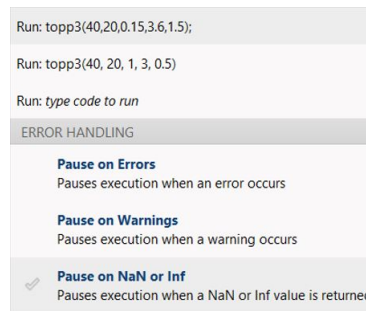 Run: topp3(40,20,0.15,3.6,1.5);
Run: topp3(40, 20, 1, 3, 0.5)
Run: type code to run
ERROR HANDLING
Pause on Errors
Pauses execution when an error occurs
Pause on Warnings
Pauses execution when a warning occurs
Pause on NaN or Inf
Pauses execution when a NaN or Inf value is returned